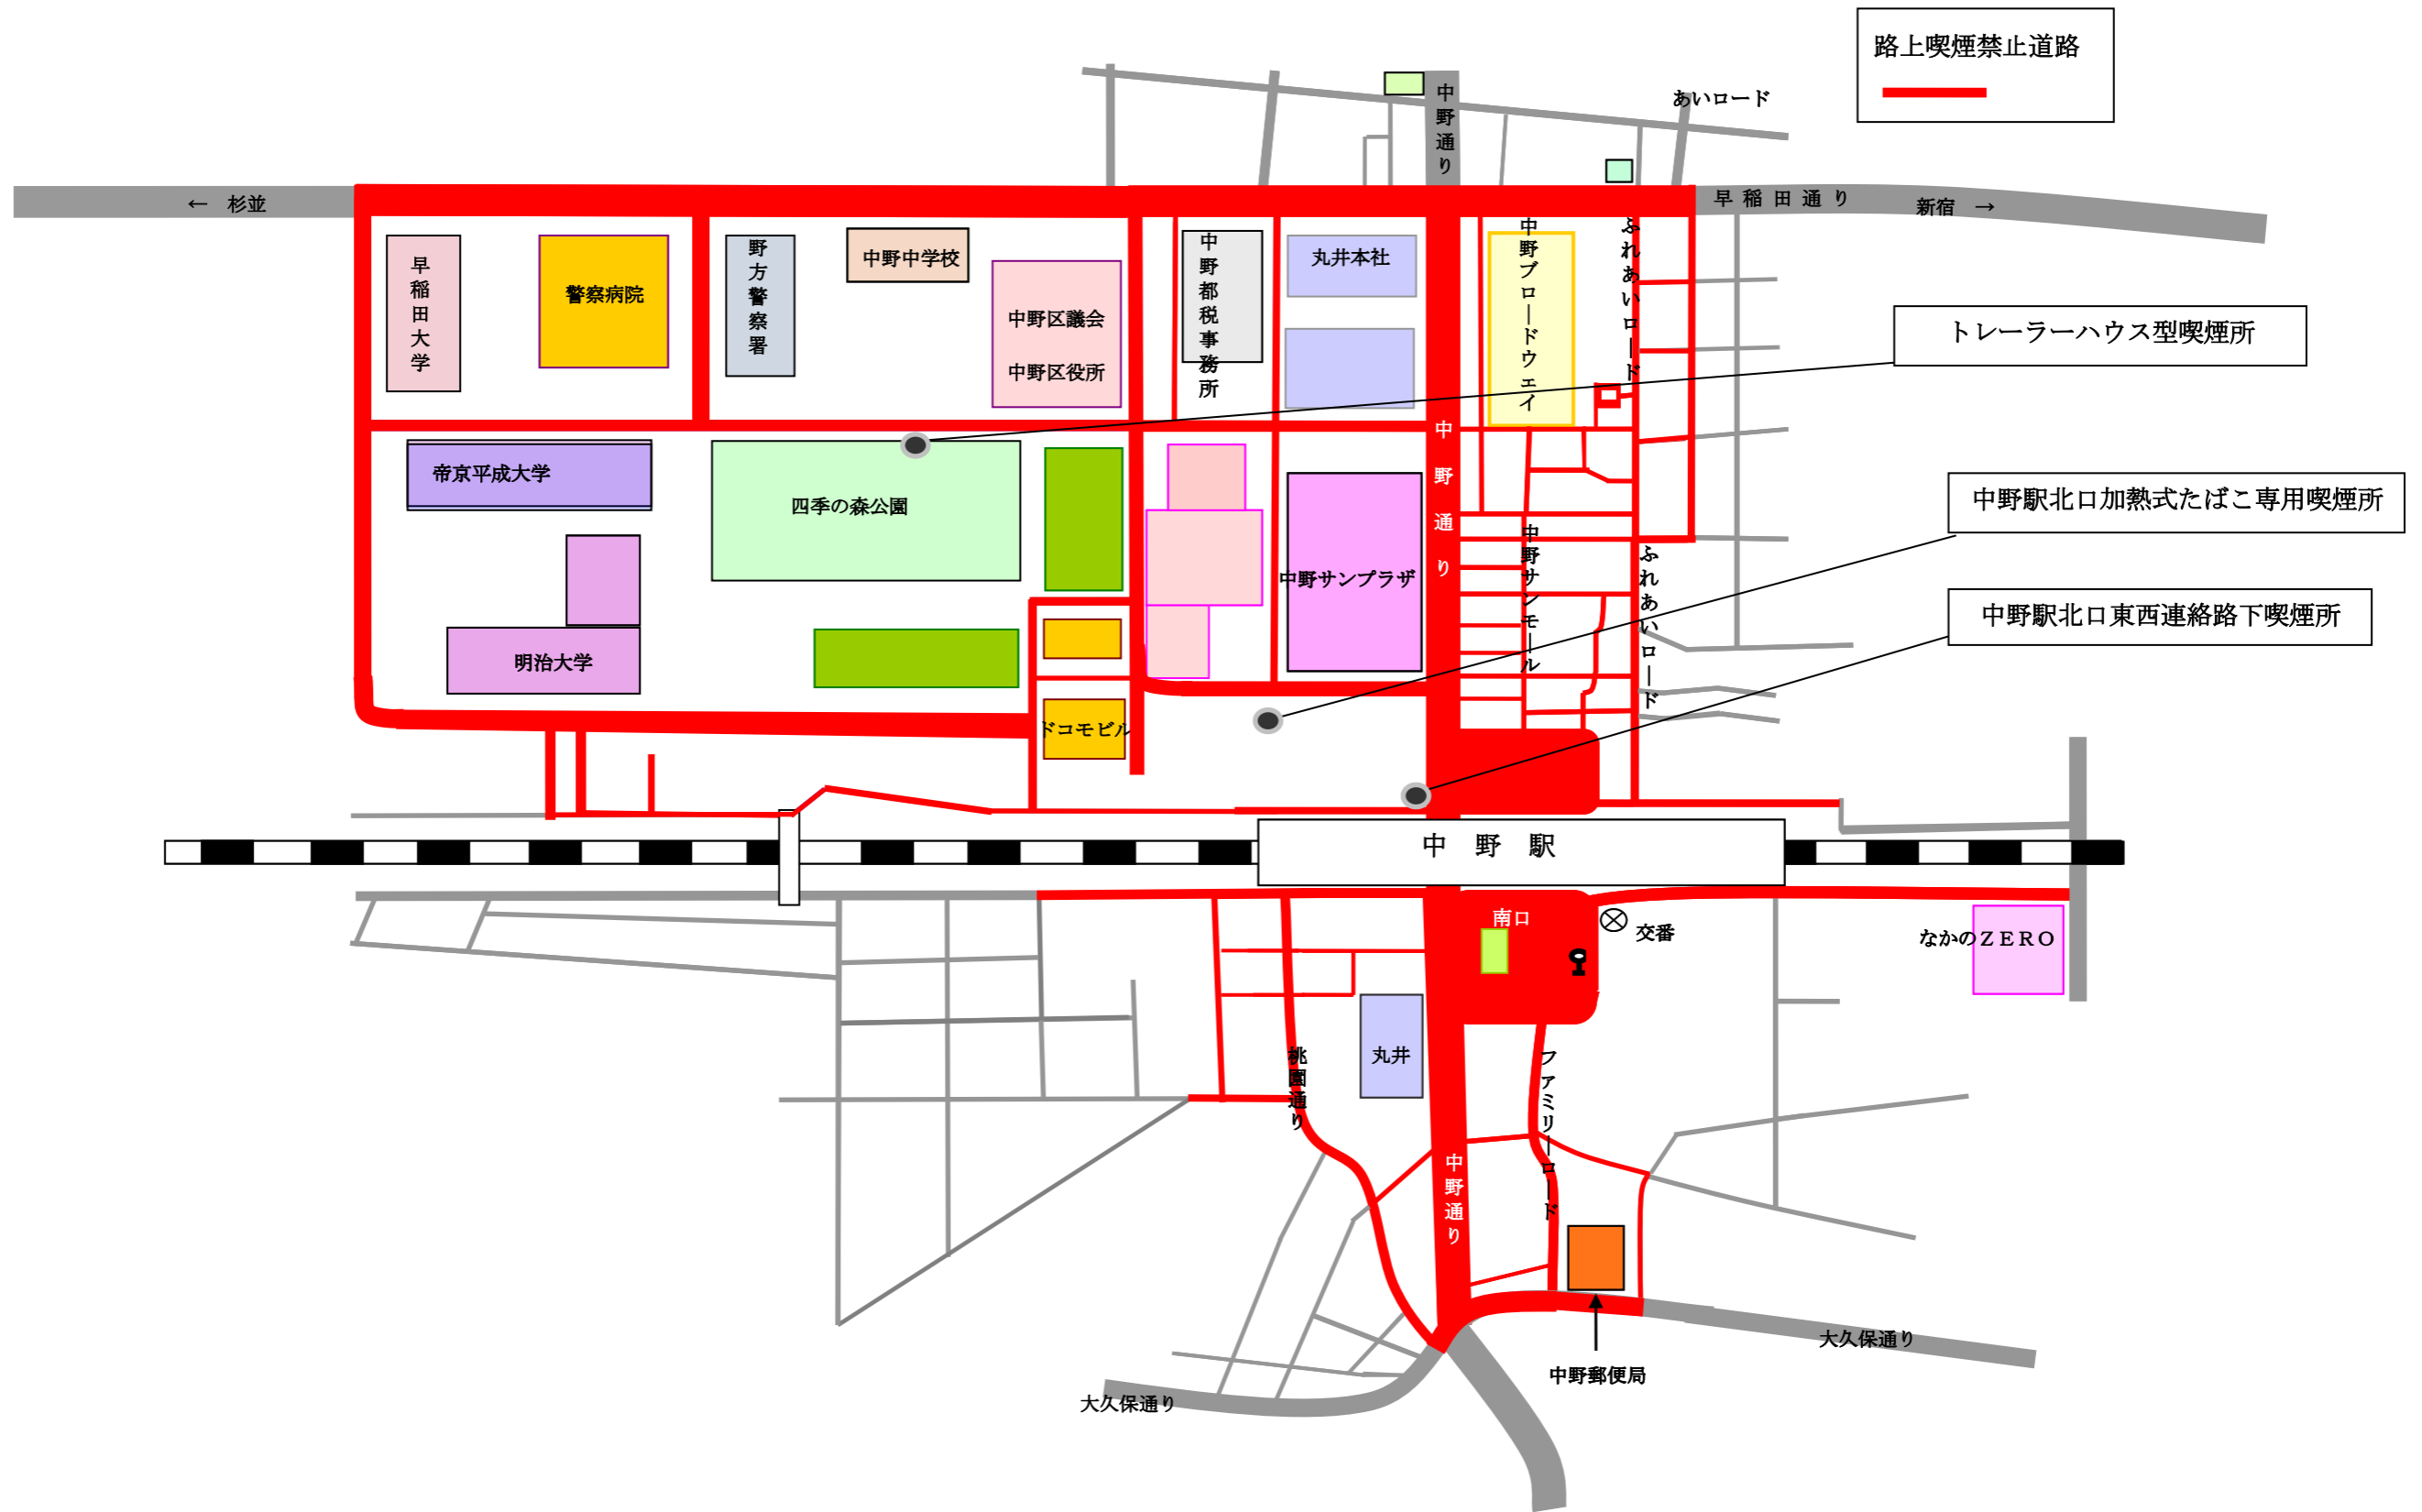 路上喫煙禁止道路
あいロード
中野通り
← 杉並
早稲田通り
新宿 →
早稲田大学
警察病院
野方警察署
中野中学校
中野区議会
中野区役所
中野都税事務所
丸井本社
中野ブロードウェイ
ふれあいロード
トレーラーハウス型喫煙所
帝京平成大学
四季の森公園
中野通り
中野駅北口加熱式たばこ専用喫煙所
中野サンプラザ
中野サンモール
ふれあいロード
中野駅北口東西連絡路下喫煙所
明治大学
ドコモビル
中野駅
南口
交番
なかのZERO
丸井
桃園通り
ファミリーロード
中野通り
大久保通り
中野郵便局
大久保通り